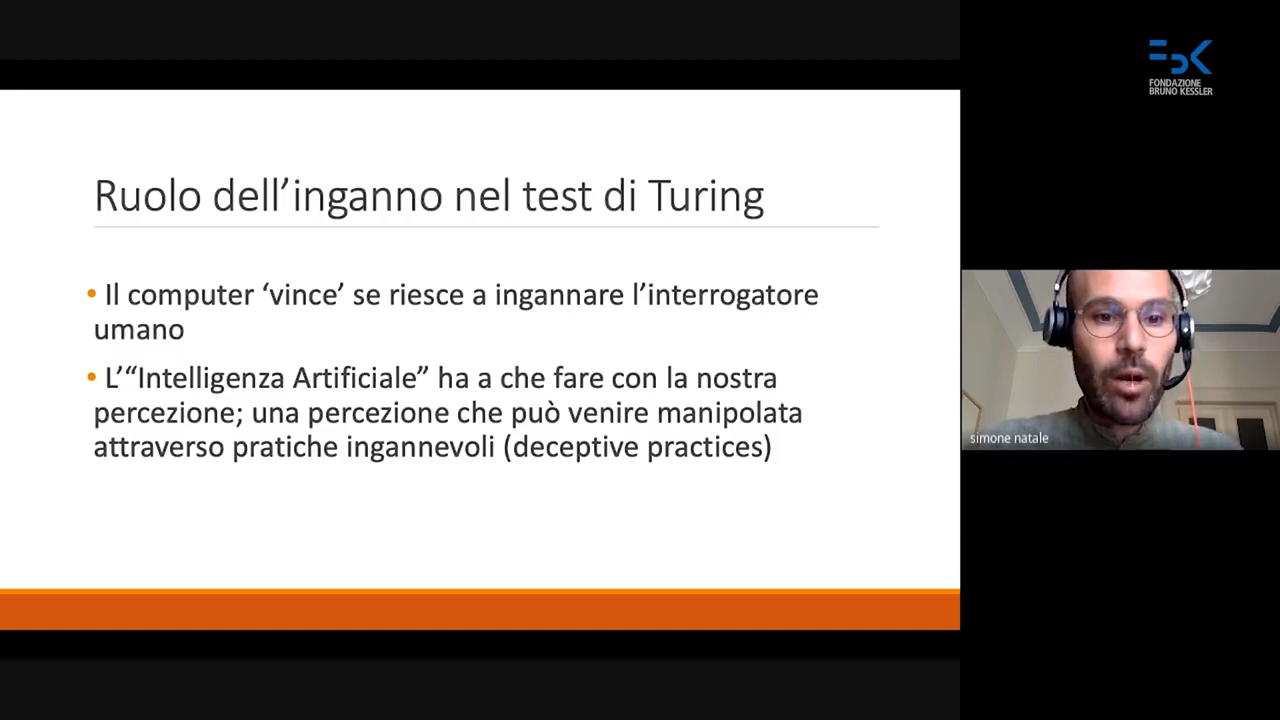 Ruolo dell’inganno nel test di Turing
• Il computer ‘vince’ se riesce a ingannare l’interrogatore
umano
• L’“Intelligenza Artificiale” ha a che fare con la nostra
percezione; una percezione che può venire manipolata
attraverso pratiche ingannevoli (deceptive practices)
FBK
FONDAZIONE
BRUNO KESSLER
simone natale